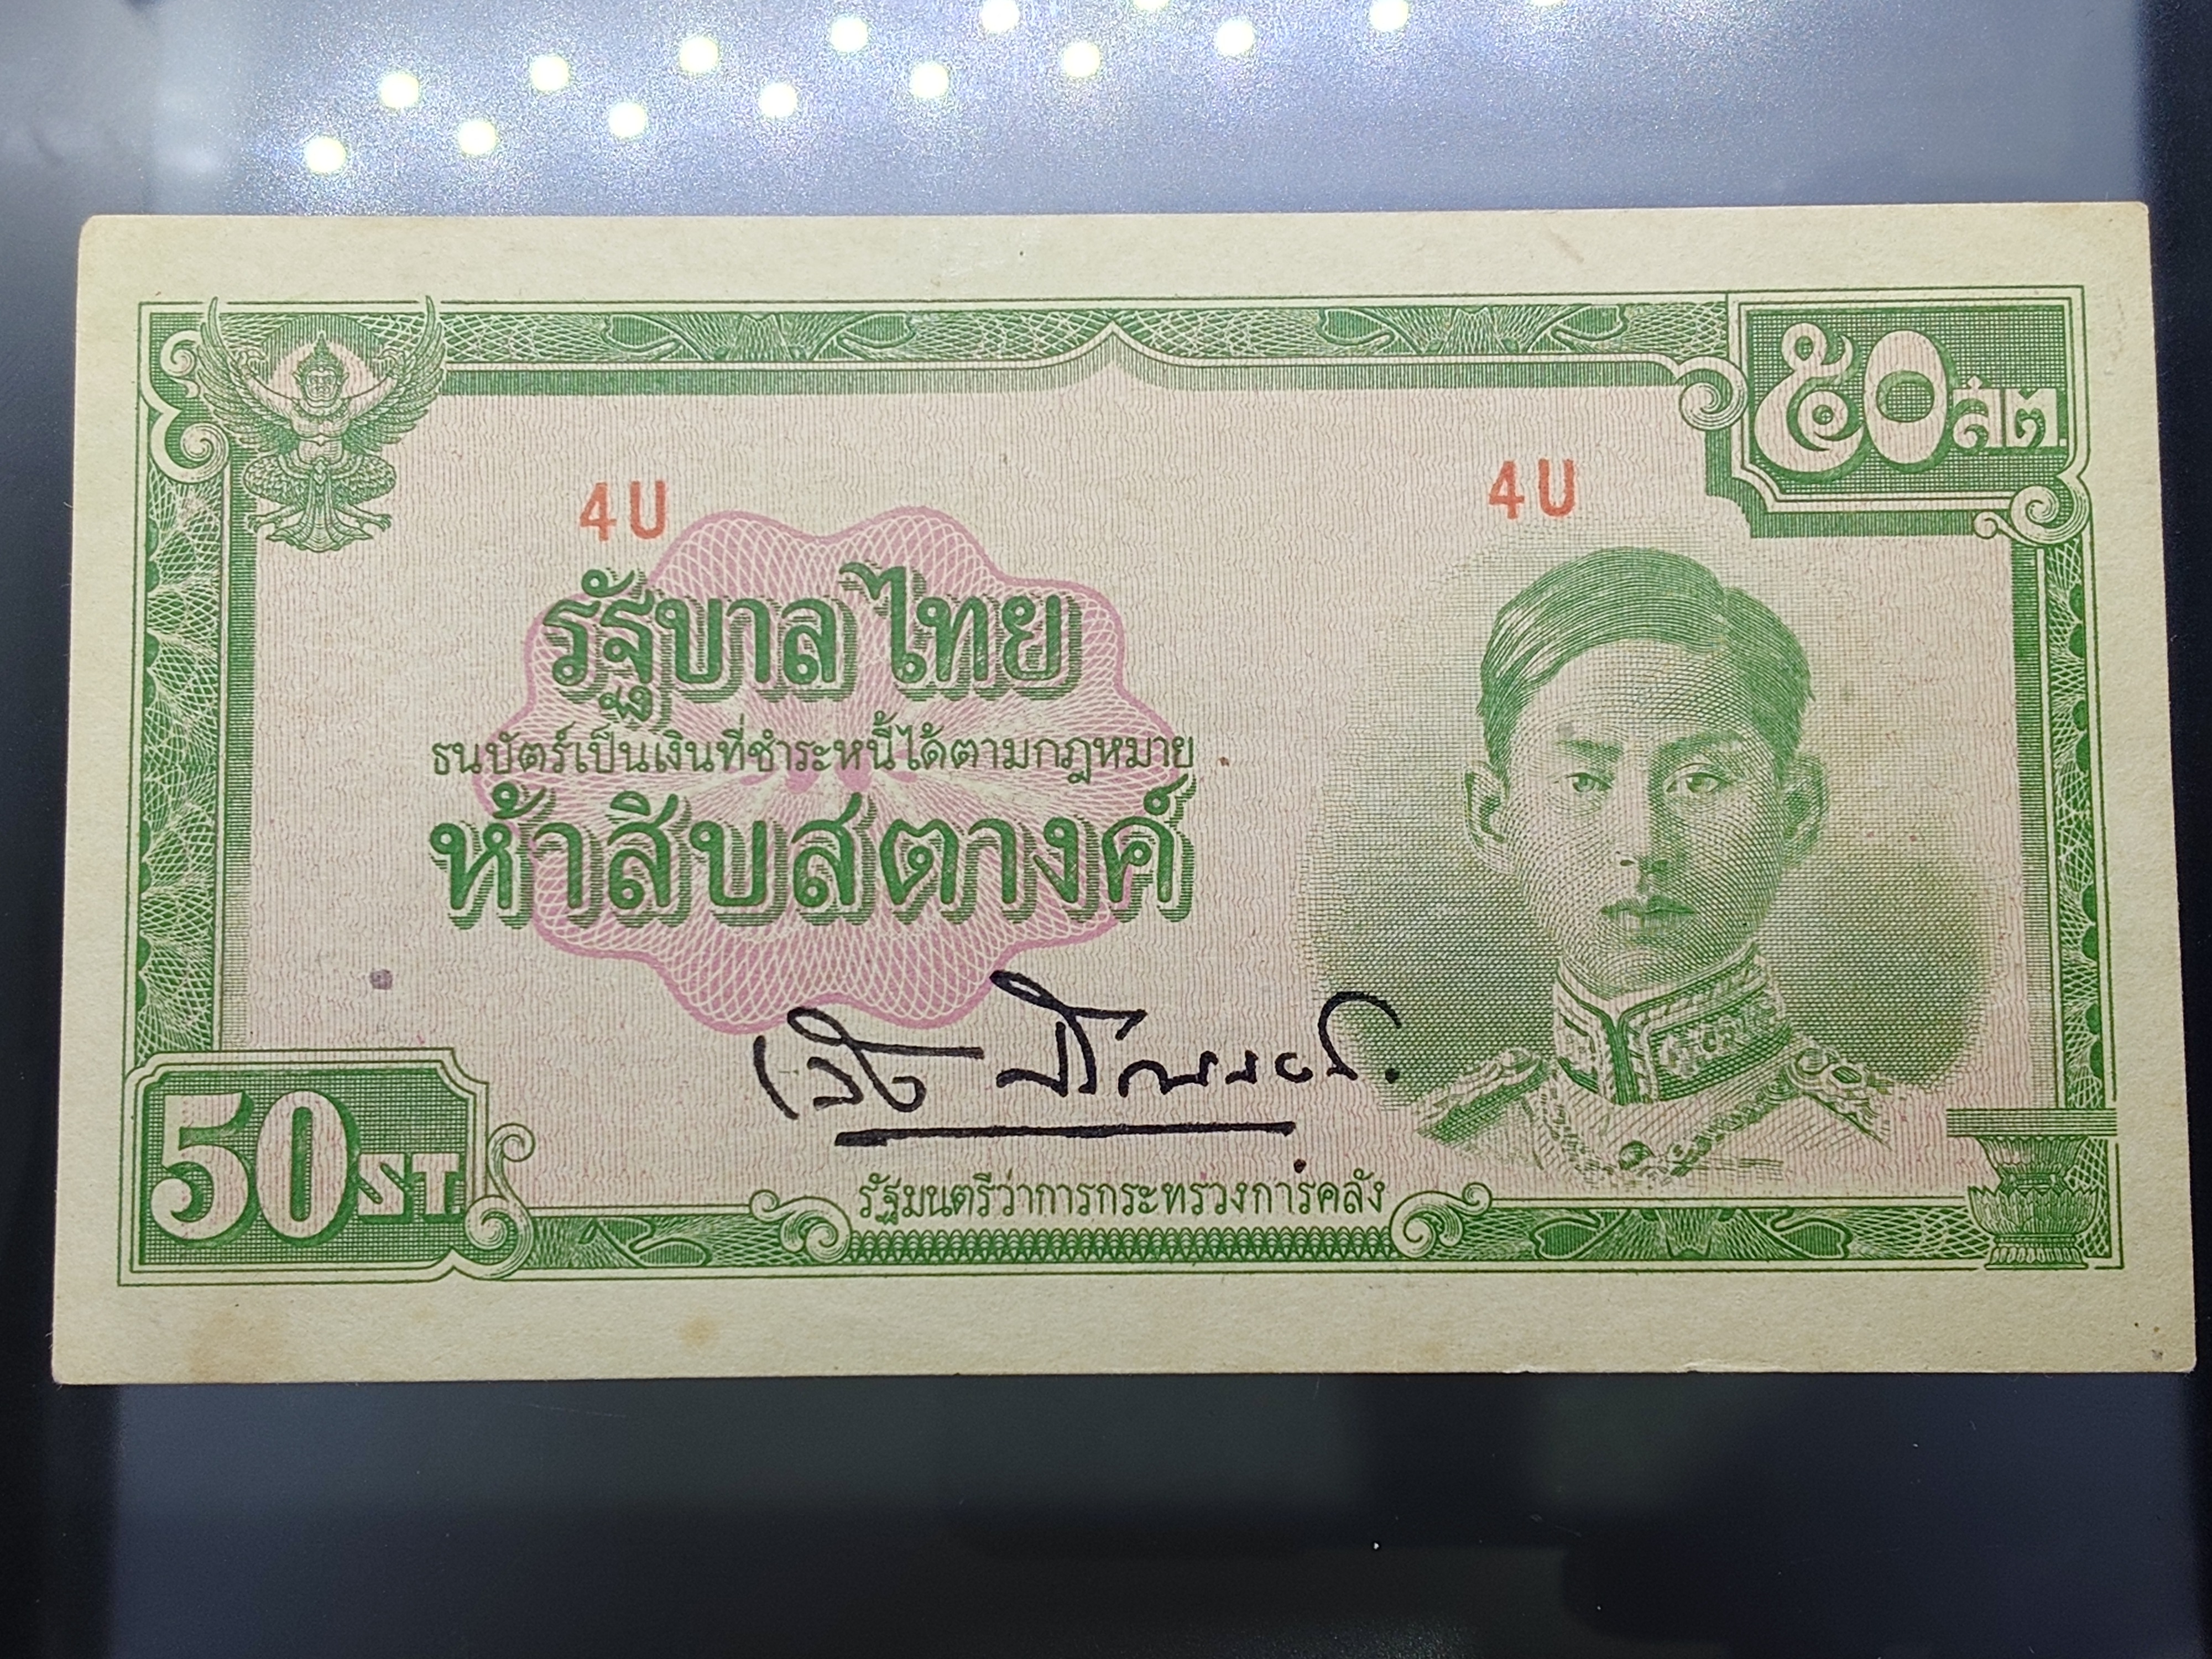 ๕๐ ส.ต.
4U 4U
รัฐบาลไทย
ธนบัตร์เป็นเงินที่ชำระหนี้ได้ตามกฎหมาย
ห้าสิบสตางค์
50 ST.
รัฐมนตรีว่าการกระทรวงการ์คลัง